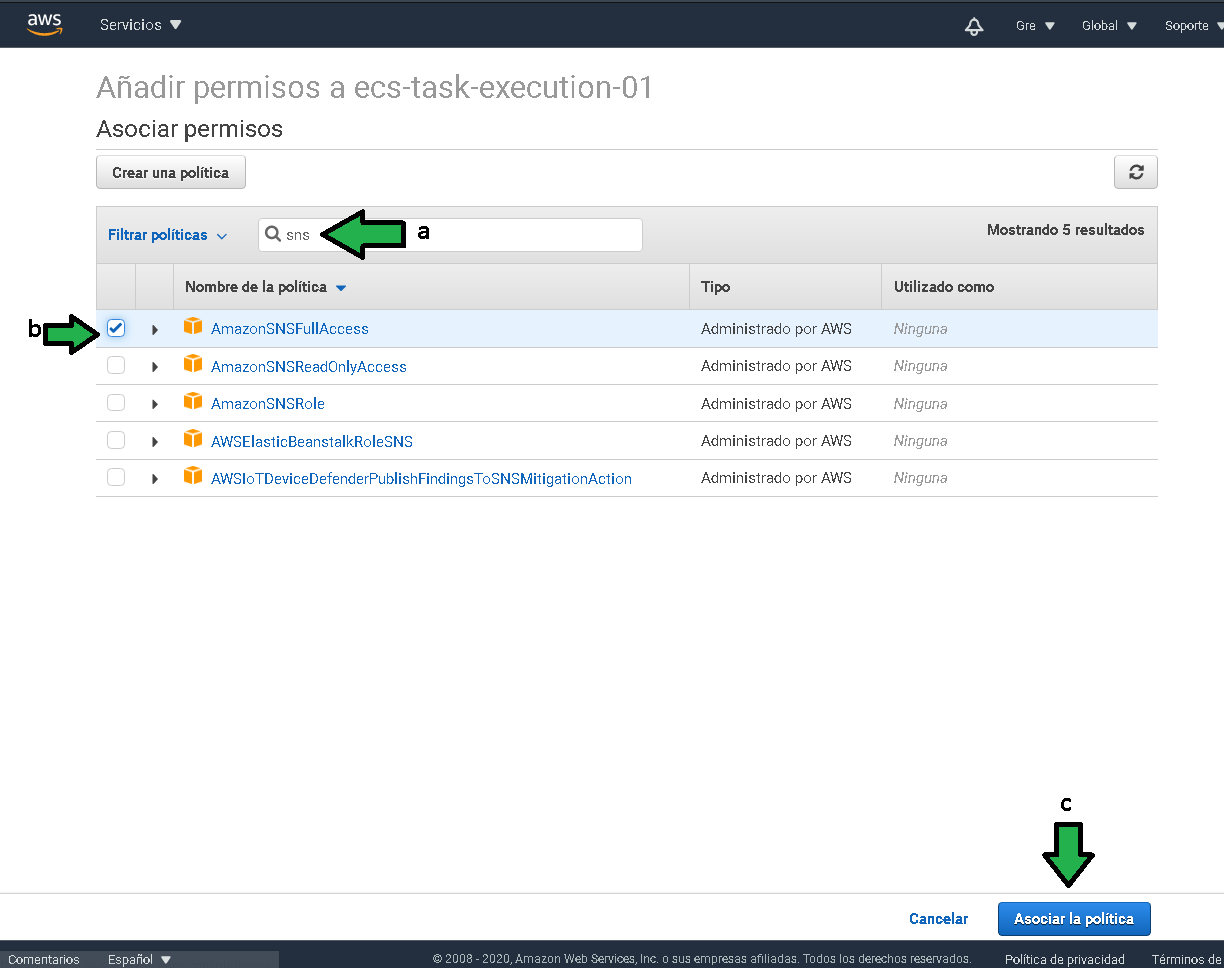 aws Servicios Gre Global Soporte
Añadir permisos a ecs-task-execution-01
Asociar permisos
Crear una política
Filtrar políticas sns a Mostrando 5 resultados
Nombre de la política Tipo Utilizado como
b AmazonSNSFullAccess Administrado por AWS Ninguna
AmazonSNSReadOnlyAccess Administrado por AWS Ninguna
AmazonSNSRole Administrado por AWS Ninguna
AWSElasticBeanstalkRoleSNS Administrado por AWS Ninguna
AWSIoTDeviceDefenderPublishFindingsToSNSMitigationAction Administrado por AWS Ninguna
c
Cancelar Asociar la política
Comentarios Español © 2008 - 2020, Amazon Web Services, Inc. o sus empresas afiliadas. Todos los derechos reservados. Política de privacidad Términos de